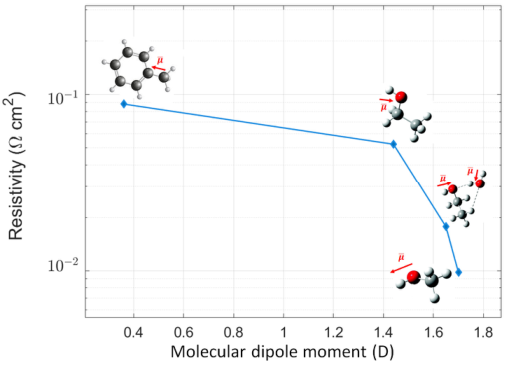 μ̄
10⁻¹
μ̄
μ̄ μ̄
Resistivity (Ω cm²)
10⁻²
μ̄
0.4 0.6 0.8 1 1.2 1.4 1.6 1.8
Molecular dipole moment (D)